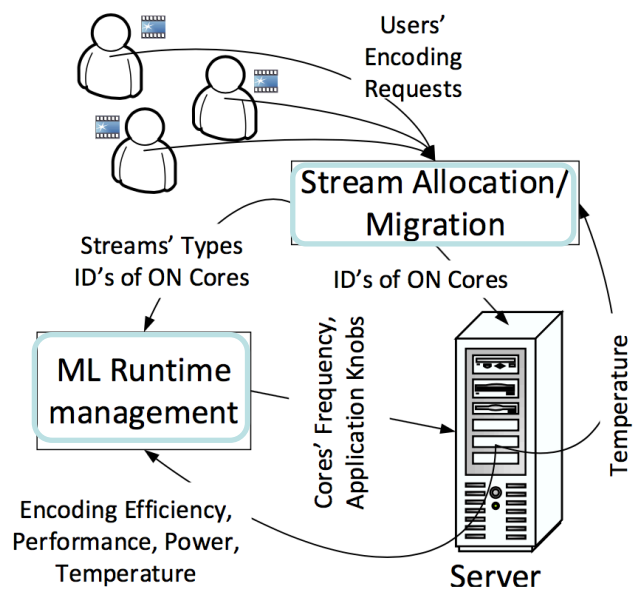 Users'
Encoding
Requests
Stream Allocation/
Migration
Streams' Types
ID's of ON Cores
ID's of ON Cores
ML Runtime
management
Cores' Frequency,
Application Knobs
Temperature
Encoding Efficiency,
Performance, Power,
Temperature
Server